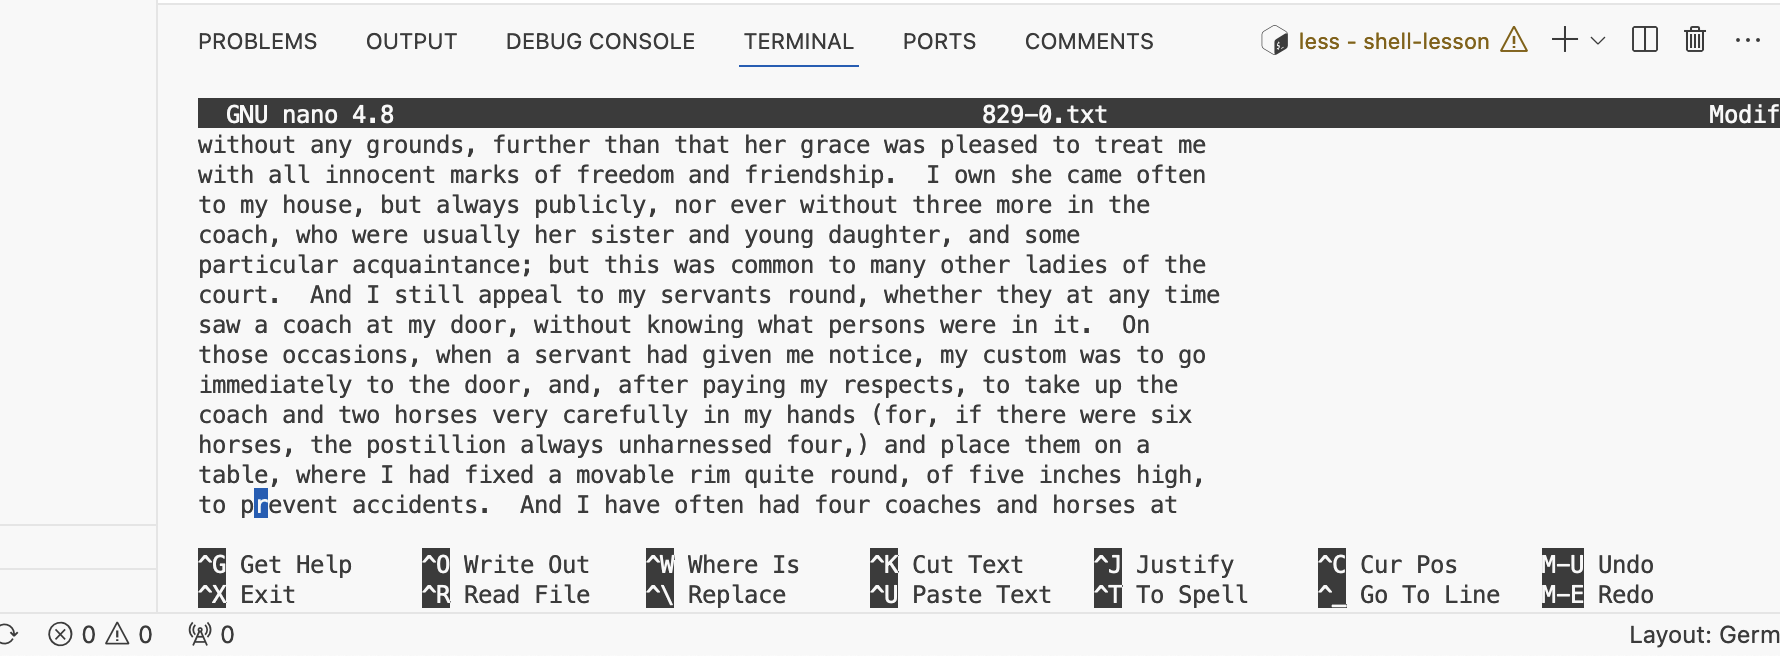 PROBLEMS OUTPUT DEBUG CONSOLE TERMINAL PORTS COMMENTS less - shell-lesson
GNU nano 4.8 829-0.txt Modif
without any grounds, further than that her grace was pleased to treat me
with all innocent marks of freedom and friendship.  I own she came often
to my house, but always publicly, nor ever without three more in the
coach, who were usually her sister and young daughter, and some
particular acquaintance; but this was common to many other ladies of the
court.  And I still appeal to my servants round, whether they at any time
saw a coach at my door, without knowing what persons were in it.  On
those occasions, when a servant had given me notice, my custom was to go
immediately to the door, and, after paying my respects, to take up the
coach and two horses very carefully in my hands (for, if there were six
horses, the postillion always unharnessed four,) and place them on a
table, where I had fixed a movable rim quite round, of five inches high,
to prevent accidents.  And I have often had four coaches and horses at
^G Get Help ^O Write Out ^W Where Is ^K Cut Text ^J Justify ^C Cur Pos M-U Undo
^X Exit ^R Read File ^\ Replace ^U Paste Text ^T To Spell ^_ Go To Line M-E Redo
0 0 0 Layout: Germ